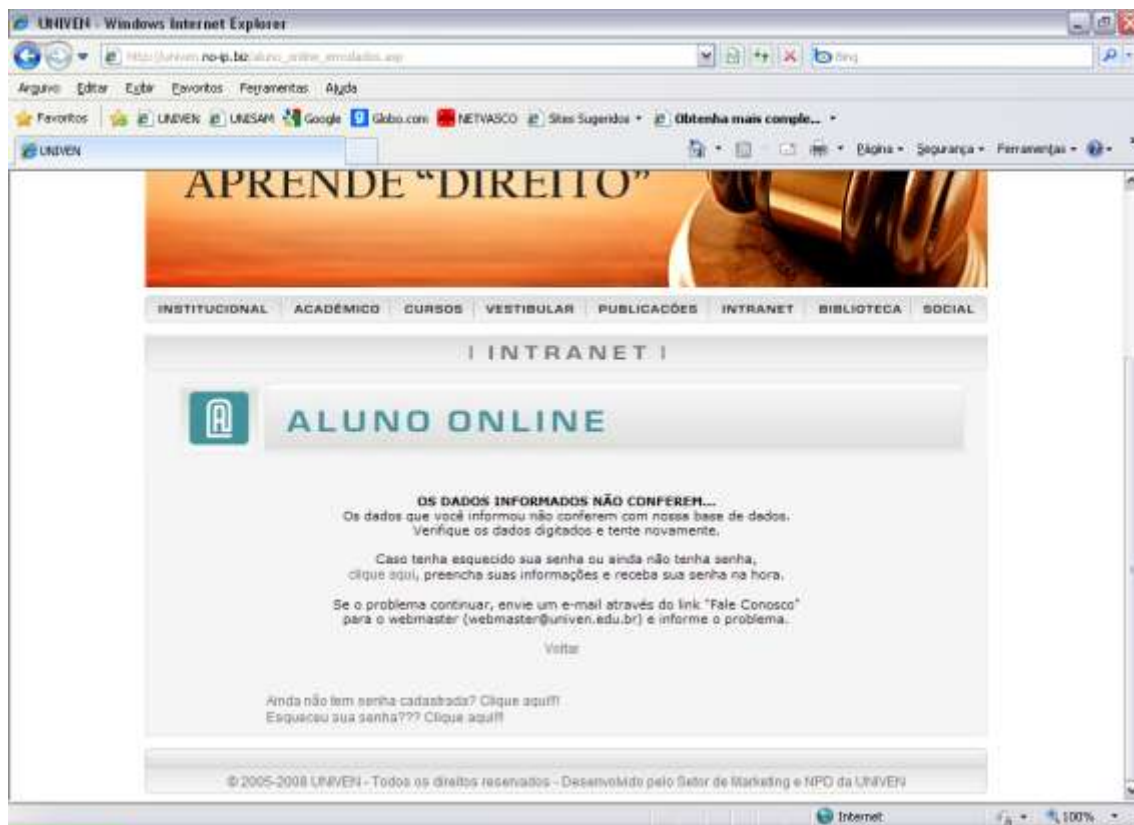 UNIVEN - Windows Internet Explorer
http://univen.no-ip.biz/aluno_online_envdados.asp
Bing
Arquivo Editar Exibir Favoritos Ferramentas Ajuda
Favoritos UNIVEN UNISAM Google Globo.com NETVASCO Sites Sugeridos Obtenha mais comple...
UNIVEN Página Segurança Ferramentas
APRENDE “DIREITO”
INSTITUCIONAL ACADÊMICO CURSOS VESTIBULAR PUBLICAÇÕES INTRANET BIBLIOTECA SOCIAL
| INTRANET |
ALUNO ONLINE
OS DADOS INFORMADOS NÃO CONFEREM...
Os dados que você informou não conferem com nossa base de dados.
Verifique os dados digitados e tente novamente.
Caso tenha esquecido sua senha ou ainda não tenha senha,
clique aqui, preencha suas informações e receba sua senha na hora.
Se o problema continuar, envie um e-mail através do link "Fale Conosco"
para o webmaster (webmaster@univen.edu.br) e informe o problema.
Voltar
Ainda não tem senha cadastrada? Clique aqui!!!
Esqueceu sua senha??? Clique aqui!!!
© 2005-2008 UNIVEN - Todos os direitos reservados - Desenvolvido pelo Setor de Marketing e NPD da UNIVEN
Internet 100%